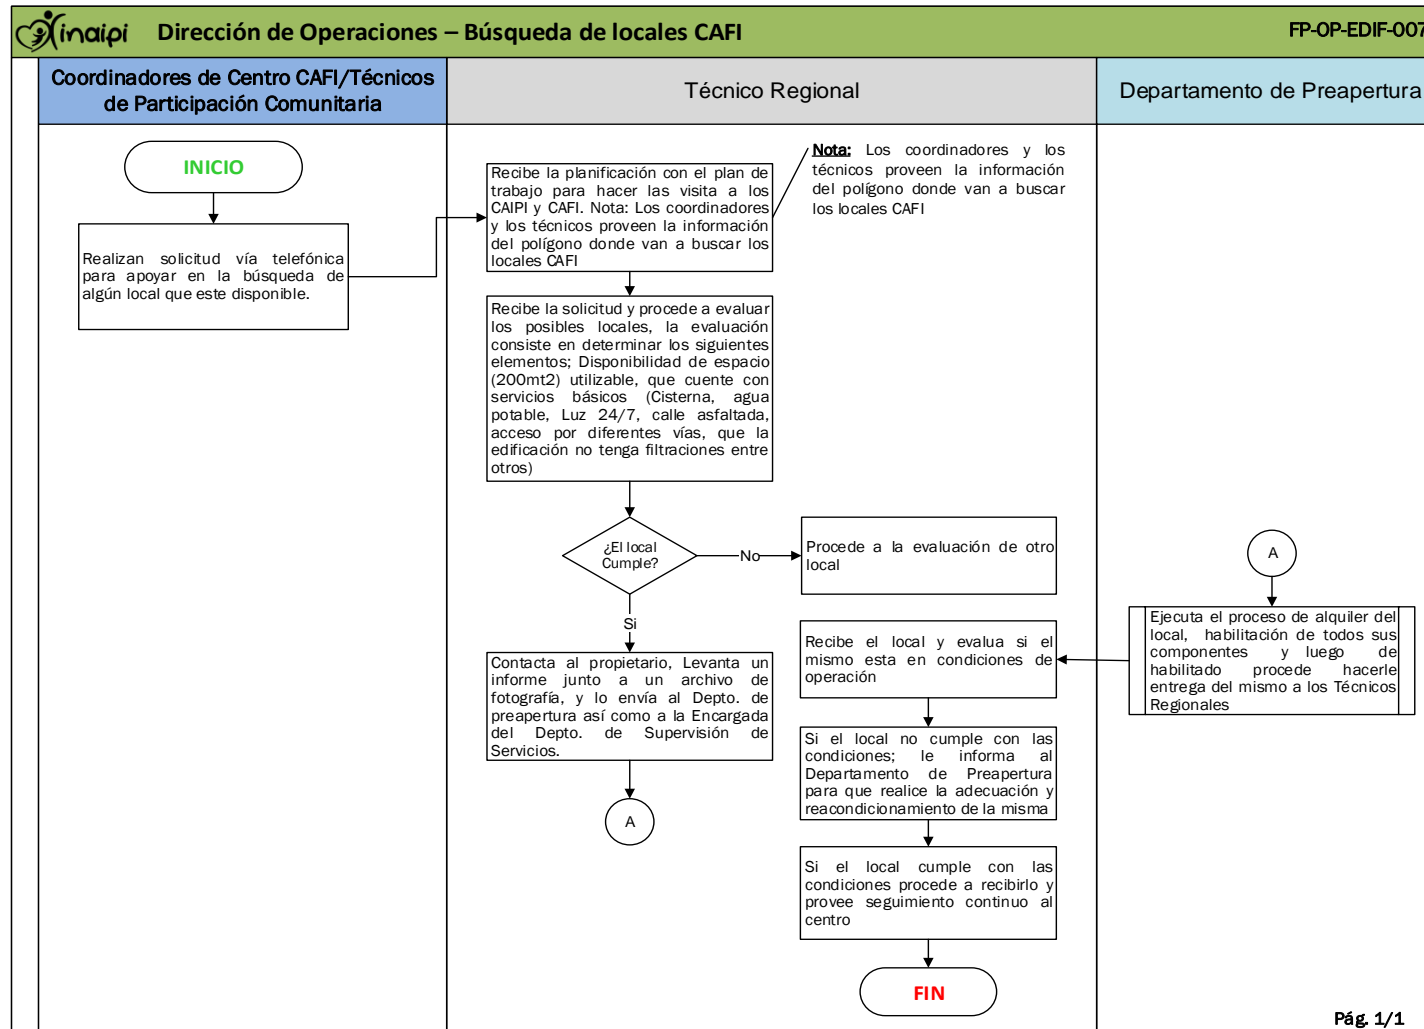 inaipi
Dirección de Operaciones – Búsqueda de locales CAFI
FP-OP-EDIF-007
Coordinadores de Centro CAFI/Técnicos
de Participación Comunitaria
Técnico Regional
Departamento de Preapertura
INICIO
Realizan solicitud vía telefónica
para apoyar en la búsqueda de
algún local que este disponible.
Recibe la planificación con el plan de
trabajo para hacer las visita a los
CAIPI y CAFI. Nota: Los coordinadores
y los técnicos proveen la información
del polígono donde van a buscar los
locales CAFI
Nota: Los coordinadores y los
técnicos proveen la información
del polígono donde van a buscar
los locales CAFI
Recibe la solicitud y procede a evaluar
los posibles locales, la evaluación
consiste en determinar los siguientes
elementos; Disponibilidad de espacio
(200mt2) utilizable, que cuente con
servicios básicos (Cisterna, agua
potable, Luz 24/7, calle asfaltada,
acceso por diferentes vías, que la
edificación no tenga filtraciones entre
otros)
¿El local
Cumple?
No
Procede a la evaluación de otro
local
Si
Contacta al propietario, Levanta un
informe junto a un archivo de
fotografía, y lo envía al Depto. de
preapertura así como a la Encargada
del Depto. de Supervisión de
Servicios.
A
A
Ejecuta el proceso de alquiler del
local, habilitación de todos sus
componentes y luego de
habilitado procede hacerle
entrega del mismo a los Técnicos
Regionales
Recibe el local y evalua si el
mismo esta en condiciones de
operación
Si el local no cumple con las
condiciones; le informa al
Departamento de Preapertura
para que realice la adecuación y
reacondicionamiento de la misma
Si el local cumple con las
condiciones procede a recibirlo y
provee seguimiento continuo al
centro
FIN
Pág. 1/1